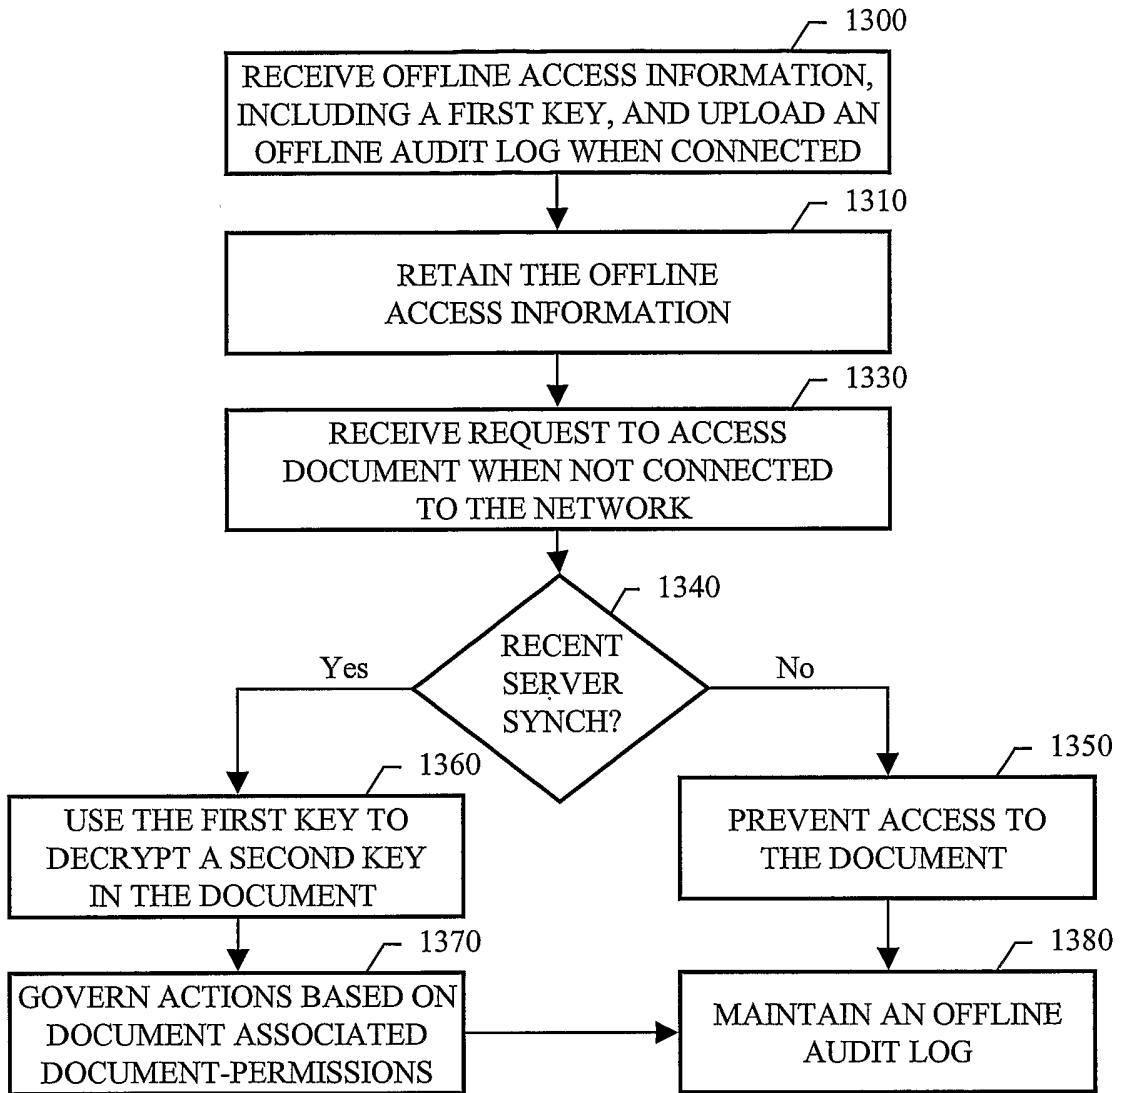 1300
RECEIVE OFFLINE ACCESS INFORMATION,
INCLUDING A FIRST KEY, AND UPLOAD AN
OFFLINE AUDIT LOG WHEN CONNECTED
1310
RETAIN THE OFFLINE
ACCESS INFORMATION
1330
RECEIVE REQUEST TO ACCESS
DOCUMENT WHEN NOT CONNECTED
TO THE NETWORK
1340
RECENT
SERVER
SYNCH?
Yes
No
1360
USE THE FIRST KEY TO
DECRYPT A SECOND KEY
IN THE DOCUMENT
1350
PREVENT ACCESS TO
THE DOCUMENT
1370
GOVERN ACTIONS BASED ON
DOCUMENT ASSOCIATED
DOCUMENT-PERMISSIONS
1380
MAINTAIN AN OFFLINE
AUDIT LOG